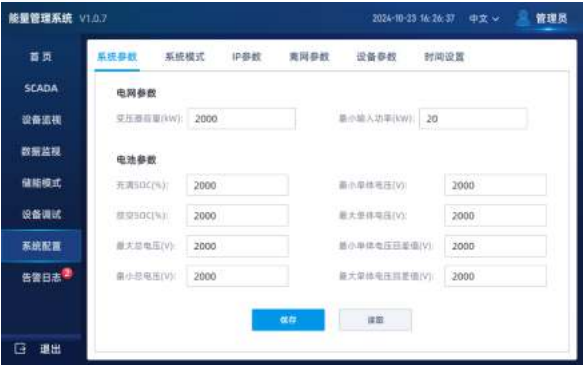 能量管理系统 V1.0.7 2024-10-23 16:26:37 中文 管理员
首页
SCADA
设备监视
数据监视
储能模式
设备调试
系统配置
告警日志 2
退出
系统参数 系统模式 IP参数 离网参数 设备参数 时间设置
电网参数
变压器容量(kW): 2000 最小输入功率(kW): 20
电池参数
充满SOC(%): 2000 最小单体电压(V): 2000
放空SOC(%): 2000 最大单体电压(V): 2000
最大总电压(V): 2000 最小单体电压回差值(V): 2000
最小总电压(V): 2000 最大单体电压回差值(V): 2000
保存 读取